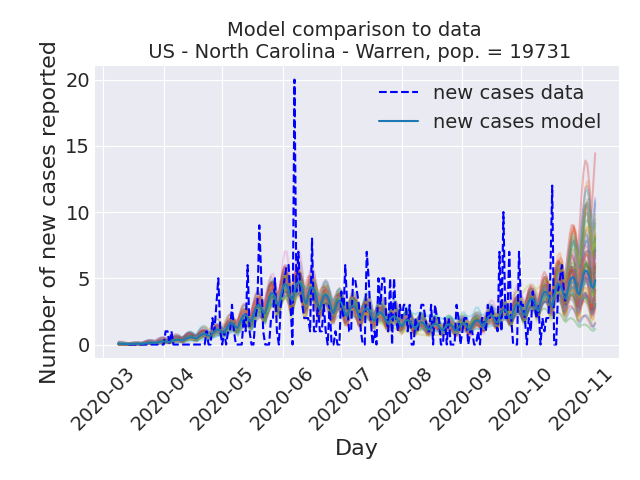 Model comparison to data
US - North Carolina - Warren, pop. = 19731
new cases data
new cases model
Number of new cases reported
20
15
10
5
0
2020-03
2020-04
2020-05
2020-06
2020-07
2020-08
2020-09
2020-10
2020-11
Day